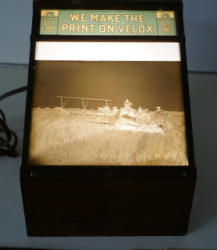 WE MAKE THE
PRINT ON VELOX